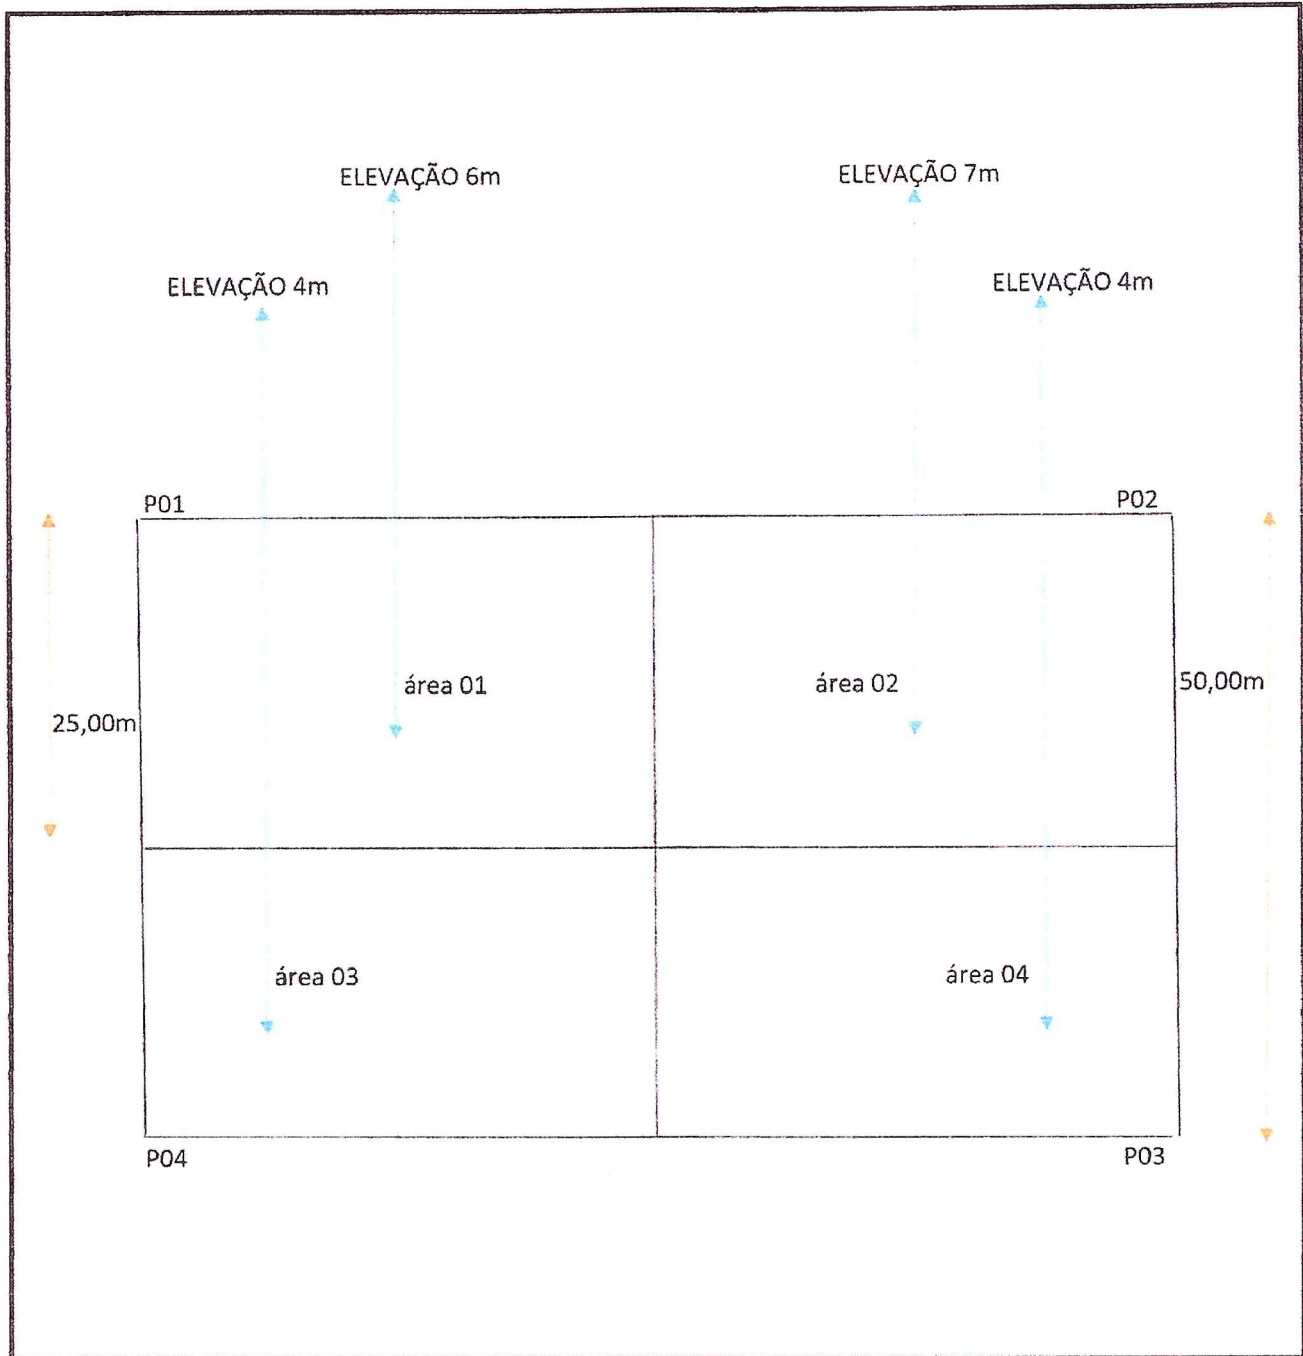 ELEVAÇÃO 6m
ELEVAÇÃO 7m
ELEVAÇÃO 4m
ELEVAÇÃO 4m
P01
P02
área 01
área 02
50,00m
25,00m
área 03
área 04
P04
P03